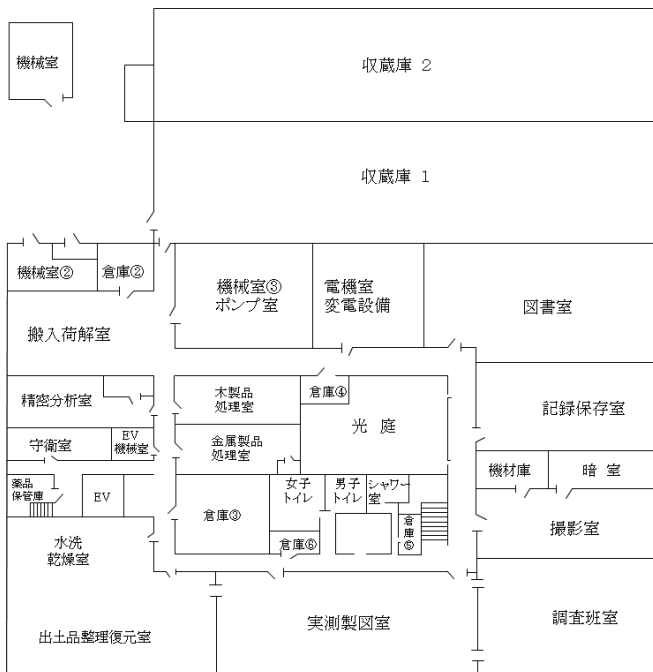 収蔵庫 2
機械室
収蔵庫 1
機械室②
倉庫②
機械室③
ポンプ室
電機室
変電設備
図書室
搬入荷解室
精密分析室
木製品
処理室
倉庫④
記録保存室
光 庭
守衛室
EV
機械室
金属製品
処理室
機材庫
暗 室
薬品
保管庫
EV
倉庫③
女子
トイレ
男子
トイレ
シャワー
室
倉庫⑤
撮影室
倉庫⑥
水洗
乾燥室
出土品整理復元室
実測製図室
調査班室